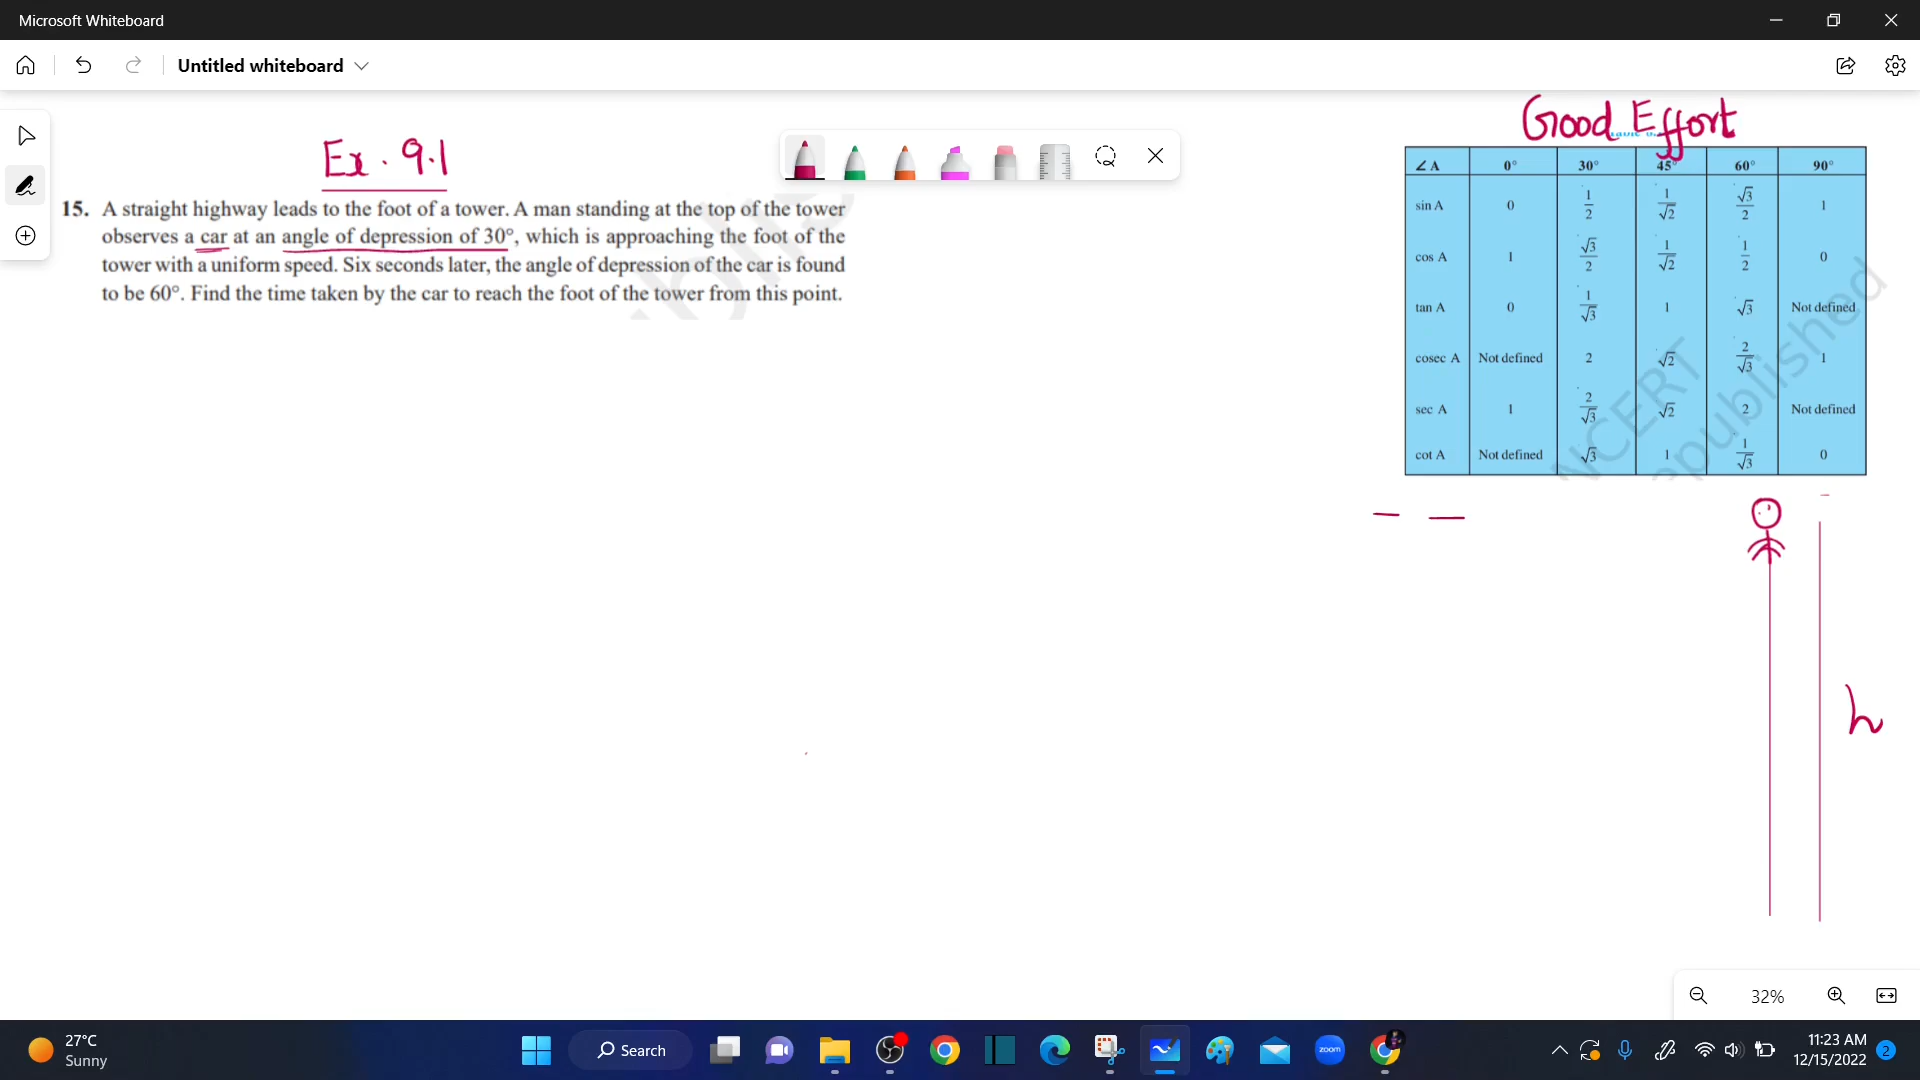 Microsoft Whiteboard
Untitled whiteboard
Good Effort
Ex. 9.1
15. A straight highway leads to the foot of a tower. A man standing at the top of the tower
observes a car at an angle of depression of 30°, which is approaching the foot of the
tower with a uniform speed. Six seconds later, the angle of depression of the car is found
to be 60°. Find the time taken by the car to reach the foot of the tower from this point.
∠A 0° 30° 45° 60° 90°
sin A 0 1/2 1/√2 √3/2 1
cos A 1 √3/2 1/√2 1/2 0
tan A 0 1/√3 1 √3 Not defined
cosec A Not defined 2 √2 2/√3 1
sec A 1 2/√3 √2 2 Not defined
cot A Not defined √3 1 1/√3 0
NCERT
republished
h
32%
27°C
Sunny
Search
zoom
11:23 AM
12/15/2022
2